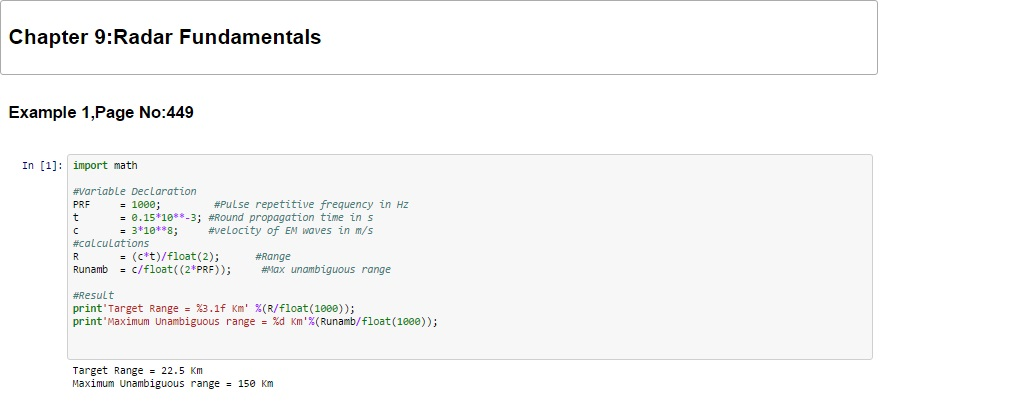 Chapter 9:Radar Fundamentals
Example 1,Page No:449
In [1]: import math
#Variable Declaration
PRF = 1000; #Pulse repetitive frequency in Hz
t = 0.15*10**-3; #Round propagation time in s
c = 3*10**8; #velocity of EM waves in m/s
#calculations
R = (c*t)/float(2); #Range
Runamb = c/float((2*PRF)); #Max unambiguous range
#Result
print'Target Range = %3.1f Km' %(R/float(1000));
print'Maximum Unambiguous range = %d Km'%(Runamb/float(1000));
Target Range = 22.5 Km
Maximum Unambiguous range = 150 Km